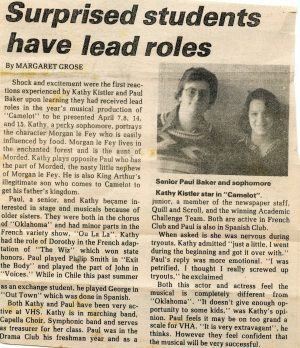 Surprised students
have lead roles
By MARGARET GROSE
Shock and excitement were the first reac-
tions experienced by Kathy Kistler and Paul
Baker upon learning they had received lead
roles in the year's musical production of
"Camelot" to be presented April 7,8, 14,
and 15. Kathy, a perky sophomore, portrays
the character Morgan le Fey who is easily
influenced by food. Morgan le Fey lives in
the enchanted forest and is the aunt of
Morded. Kathy plays opposite Paul who has
the part of Morded, the nasty little nephew
of Morgan le Fey. He is also King Arthur's
illegitimate son who comes to Camelot to
get his father's kingdom.
Paul, a senior, and Kathy became inter-
ested in stage and musicals because of
older sisters. They were both in the chorus
of "Oklahoma" and had minor parts in the
French variety show, "Ou La La". Kathy
had the role of Dorothy in the French adap-
tation of "The Wiz" which won state
honors. Paul played Philip Smith in "Exit
the Body" and played the part of John in
"Voices." While in Chile this past summer
as an exchange student, he played George in
"Our Town" which was done in Spanish.
Both Kathy and Paul have been very ac-
tive at VHS. Kathy is in marching band,
Capella Choir, Symphonic band and serves
as treasurer for her class. Paul was in the
Drama Club his freshman year and as a
Senior Paul Baker and sophomore
Kathy Kistler star in "Camelot".
junior, a member of the newspaper staff,
Quill and Scroll, and the winning Academic
Challenge Team. Both are active in French
Club and Paul is also in Spanish Club.
When asked is she was nervous during
tryouts, Kathy admitted "just a little, I went
during the beginning and got it over with."
Paul's reply was more emotional. "I was
petrified. I thought I really screwed up
tryouts," he exclaimed
Both this actor and actress feel the
musical is completely different from
"Oklahoma". "It doesn't give enough op-
portunity to some kids," was Kathy's opi-
nion. Paul feels it may be too grand a
scale for VHA. "It is very extravagant", he
thinks. However they feel confident that
the musical will be very successful.